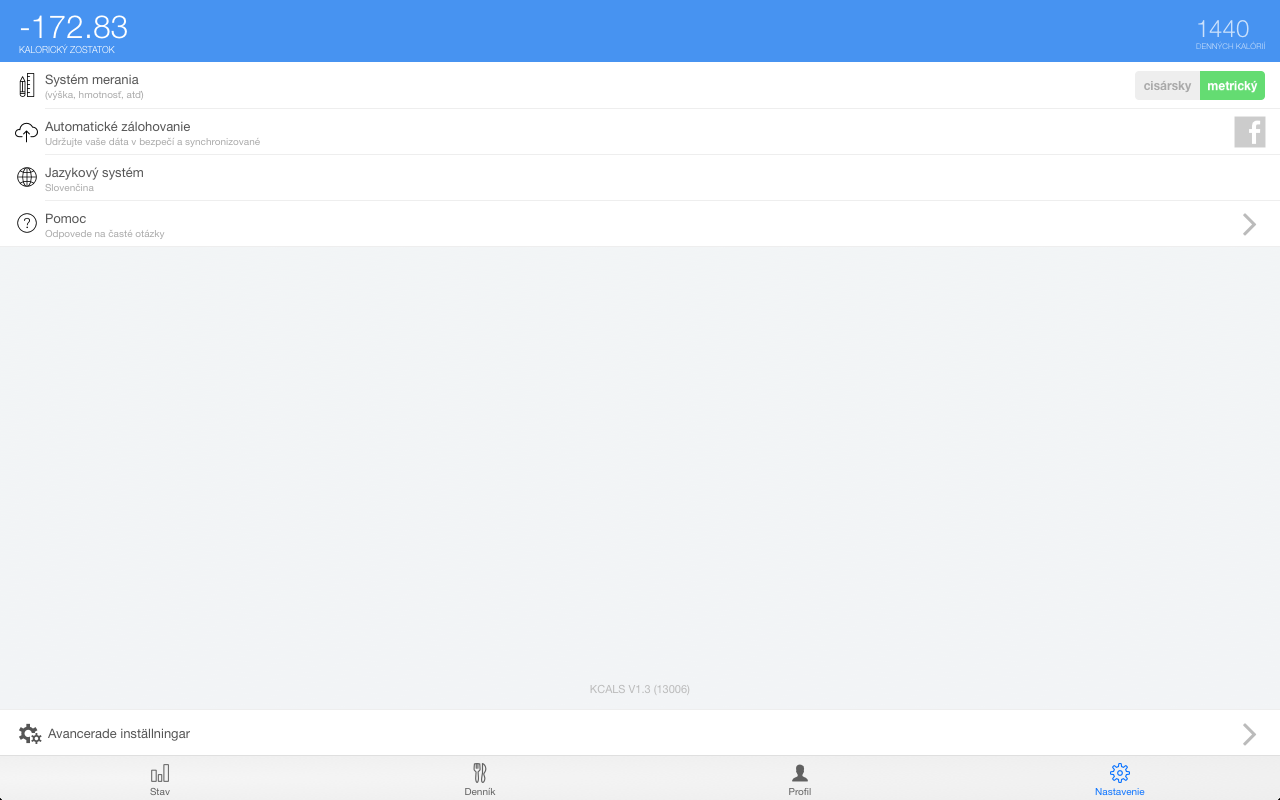 -172.83
KALORICKÝ ZOSTATOK
1440
DENNÝCH KALÓRIÍ
Systém merania
(výška, hmotnosť, atď)
cisársky
metrický
Automatické zálohovanie
Udržujte vaše dáta v bezpečí a synchronizované
Jazykový systém
Slovenčina
Pomoc
Odpovede na časté otázky
KCALS V1.3 (13006)
Avancerade inställningar
Stav
Denník
Profil
Nastavenie